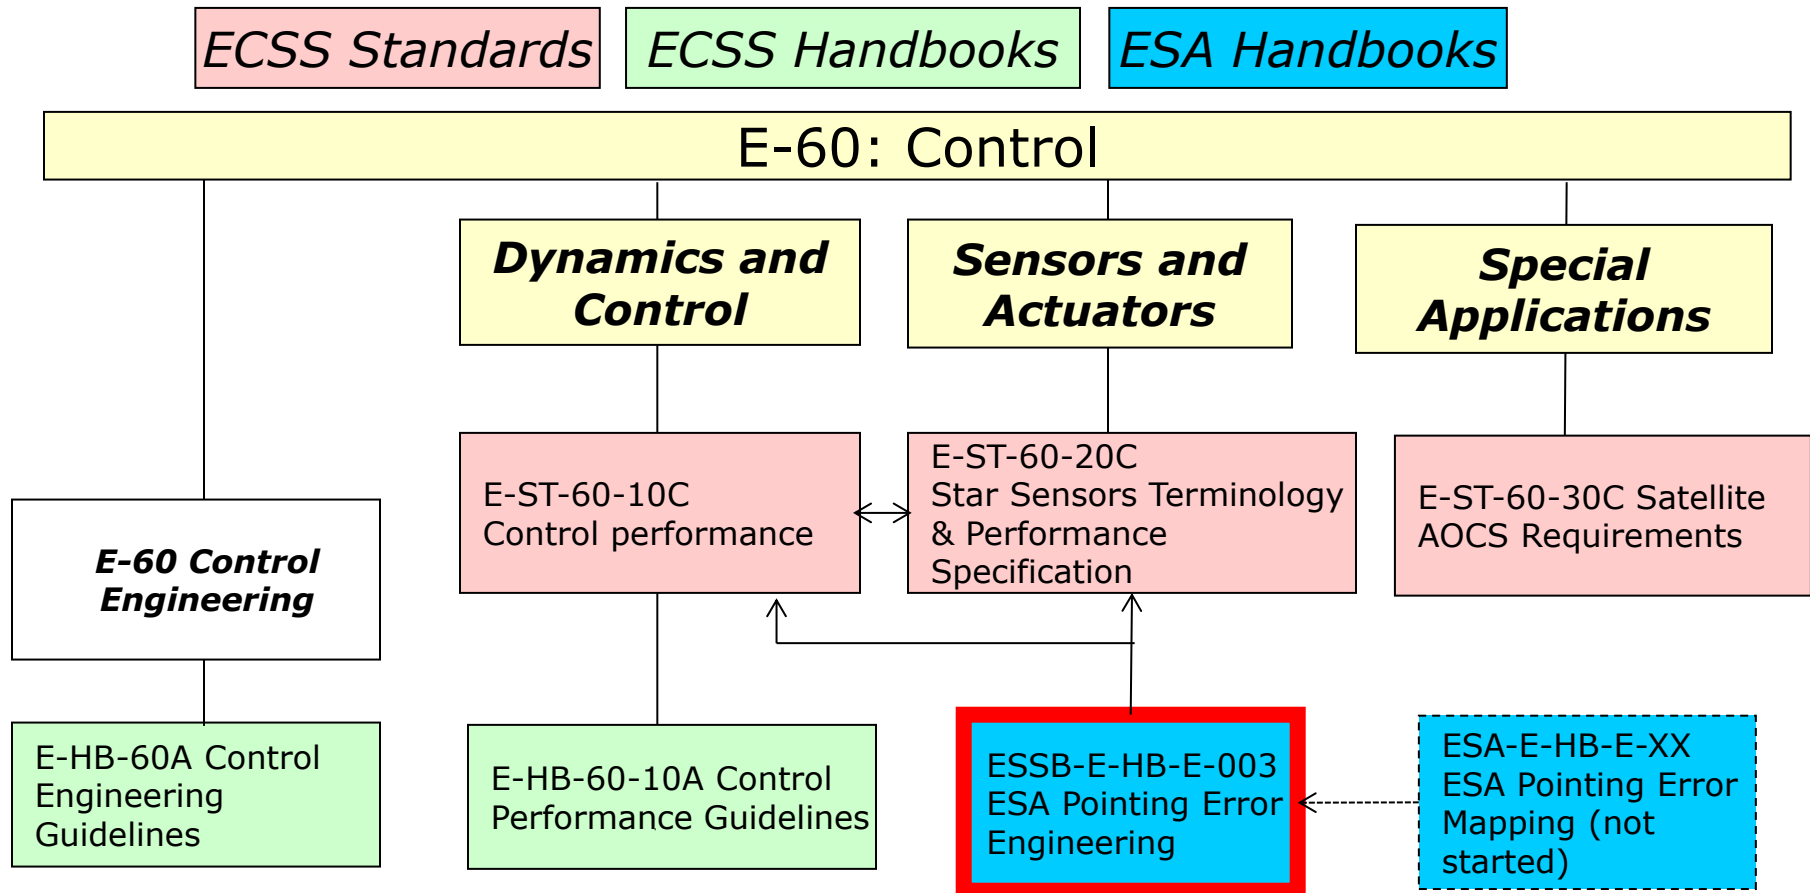 ECSS Standards
ECSS Handbooks
ESA Handbooks
E-60: Control
Dynamics and
Control
Sensors and
Actuators
Special
Applications
E-ST-60-10C
Control performance
E-ST-60-20C
Star Sensors Terminology
& Performance
Specification
E-ST-60-30C Satellite
AOCS Requirements
E-60 Control
Engineering
E-HB-60A Control
Engineering
Guidelines
E-HB-60-10A Control
Performance Guidelines
ESSB-E-HB-E-003
ESA Pointing Error
Engineering
ESA-E-HB-E-XX
ESA Pointing Error
Mapping (not
started)